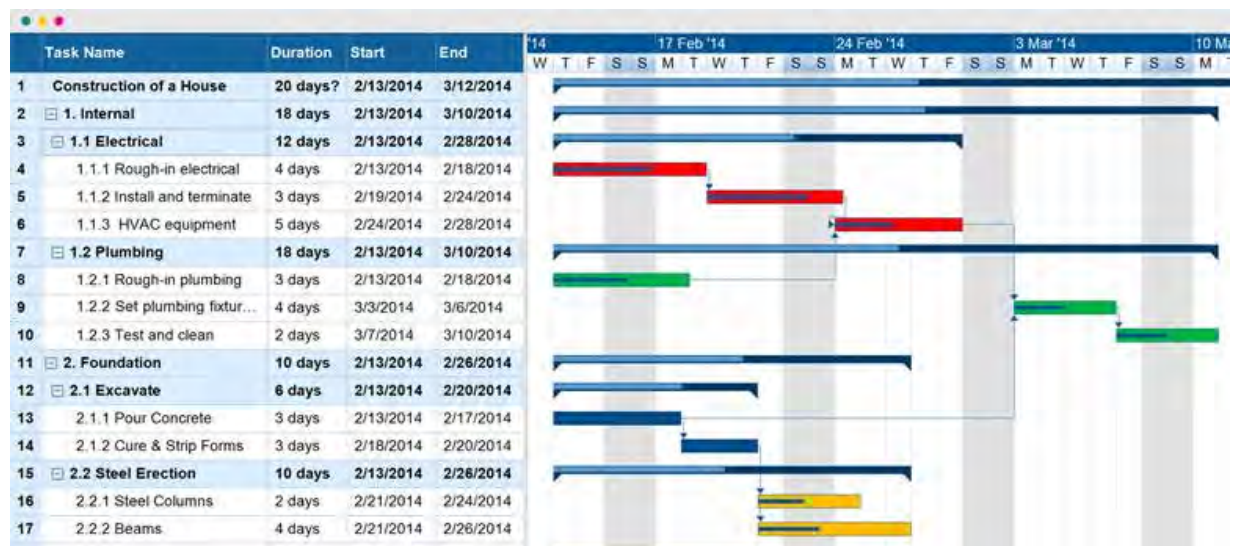 Task Name Duration Start End '14 17 Feb '14 24 Feb '14 3 Mar '14 10 Ma
W T F S S M T W T F S S M T W T F S S M T W T F S S M T
1 Construction of a House 20 days? 2/13/2014 3/12/2014
2 1. Internal 18 days 2/13/2014 3/10/2014
3 1.1 Electrical 12 days 2/13/2014 2/28/2014
4 1.1.1 Rough-in electrical 4 days 2/13/2014 2/18/2014
5 1.1.2 Install and terminate 3 days 2/19/2014 2/24/2014
6 1.1.3 HVAC equipment 5 days 2/24/2014 2/28/2014
7 1.2 Plumbing 18 days 2/13/2014 3/10/2014
8 1.2.1 Rough-in plumbing 3 days 2/13/2014 2/18/2014
9 1.2.2 Set plumbing fixtur... 4 days 3/3/2014 3/6/2014
10 1.2.3 Test and clean 2 days 3/7/2014 3/10/2014
11 2. Foundation 10 days 2/13/2014 2/26/2014
12 2.1 Excavate 6 days 2/13/2014 2/20/2014
13 2.1.1 Pour Concrete 3 days 2/13/2014 2/17/2014
14 2.1.2 Cure & Strip Forms 3 days 2/18/2014 2/20/2014
15 2.2 Steel Erection 10 days 2/13/2014 2/26/2014
16 2.2.1 Steel Columns 2 days 2/21/2014 2/24/2014
17 2.2.2 Beams 4 days 2/21/2014 2/26/2014